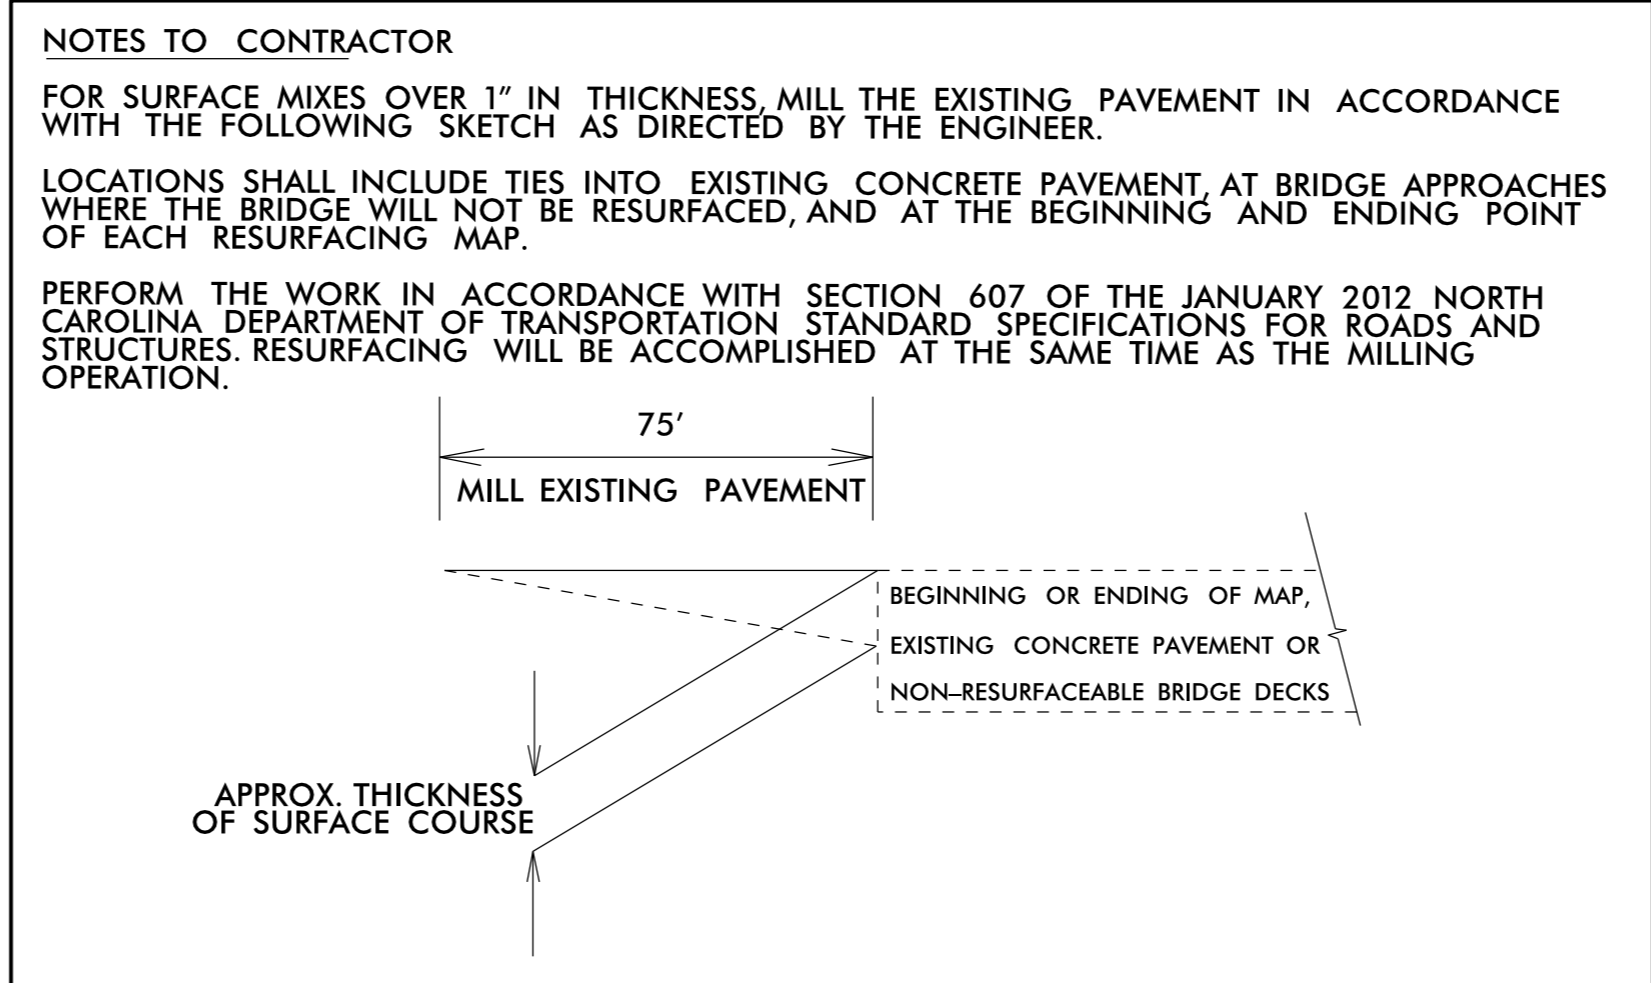 NOTES TO CONTRACTOR
FOR SURFACE MIXES OVER 1" IN THICKNESS, MILL THE EXISTING PAVEMENT IN ACCORDANCE
WITH THE FOLLOWING SKETCH AS DIRECTED BY THE ENGINEER.
LOCATIONS SHALL INCLUDE TIES INTO EXISTING CONCRETE PAVEMENT, AT BRIDGE APPROACHES
WHERE THE BRIDGE WILL NOT BE RESURFACED, AND AT THE BEGINNING AND ENDING POINT
OF EACH RESURFACING MAP.
PERFORM THE WORK IN ACCORDANCE WITH SECTION 607 OF THE JANUARY 2012 NORTH
CAROLINA DEPARTMENT OF TRANSPORTATION STANDARD SPECIFICATIONS FOR ROADS AND
STRUCTURES. RESURFACING WILL BE ACCOMPLISHED AT THE SAME TIME AS THE MILLING
OPERATION.
75'
MILL EXISTING PAVEMENT
BEGINNING OR ENDING OF MAP,
EXISTING CONCRETE PAVEMENT OR
NON–RESURFACEABLE BRIDGE DECKS
APPROX. THICKNESS
OF SURFACE COURSE